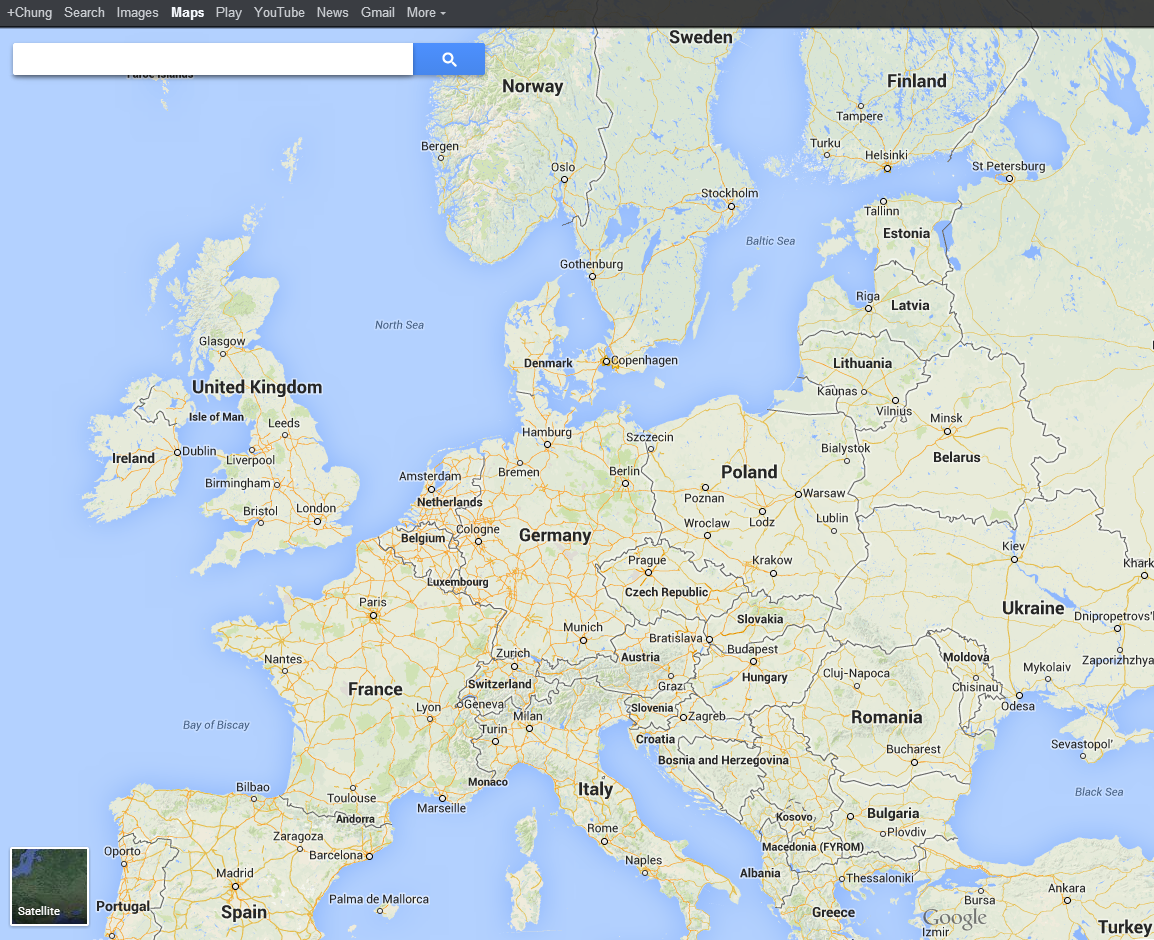 +Chung Search Images Maps Play YouTube News Gmail More
Sweden
Faroe Islands
Norway
Finland
Tampere
Turku
Bergen
Helsinki
Oslo
St Petersburg
Stockholm
Tallinn
Estonia
Baltic Sea
Gothenburg
Riga
Latvia
North Sea
Glasgow
Denmark
Copenhagen
Lithuania
United Kingdom
Kaunas
Isle of Man
Vilnius
Minsk
Leeds
Hamburg
Szczecin
Bialystok
Dublin
Ireland
Liverpool
Belarus
Bremen
Berlin
Poland
Amsterdam
Birmingham
Warsaw
Poznan
Netherlands
Bristol
London
Lublin
Wroclaw
Lodz
Cologne
Belgium
Germany
Kiev
Prague
Krakow
Khark
Luxembourg
Czech Republic
Paris
Ukraine
Dnipropetrovs'
Slovakia
Munich
Bratislava
Budapest
Zurich
Austria
Moldova
Nantes
Zaporizhzhya
Mykolaiv
Cluj-Napoca
Hungary
Switzerland
Graz
Chisinau
France
Geneva
Lyon
Slovenia
Odesa
Milan
Zagreb
Romania
Bay of Biscay
Turin
Croatia
Sevastopol'
Bucharest
Bosnia and Herzegovina
Monaco
Bilbao
Italy
Black Sea
Toulouse
Marseille
Andorra
Kosovo
Bulgaria
Rome
Plovdiv
Zaragoza
Macedonia (FYROM)
Oporto
Barcelona
Naples
Madrid
Albania
Thessaloniki
Ankara
Palma de Mallorca
Bursa
Portugal
Satellite
Spain
Greece
Google
Turkey
Izmir